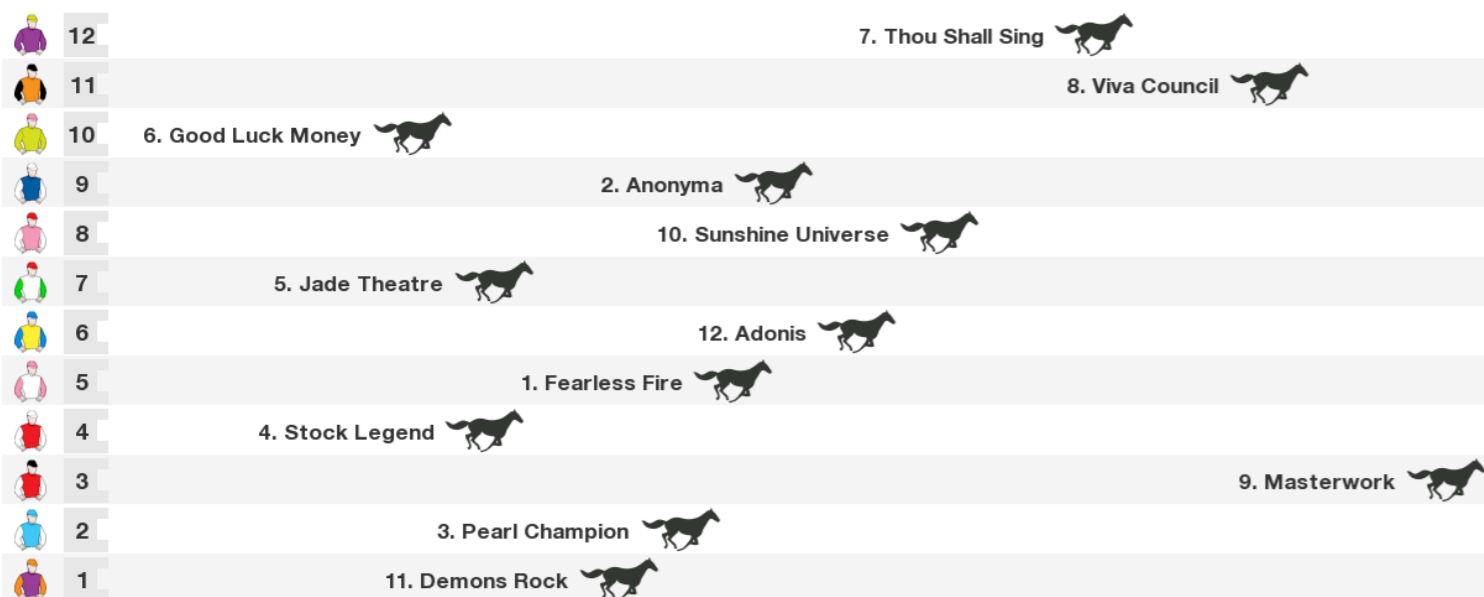 12 7. Thou Shall Sing
11 8. Viva Council
10 6. Good Luck Money
9 2. Anonyma
8 10. Sunshine Universe
7 5. Jade Theatre
6 12. Adonis
5 1. Fearless Fire
4 4. Stock Legend
3 9. Masterwork
2 3. Pearl Champion
1 11. Demons Rock